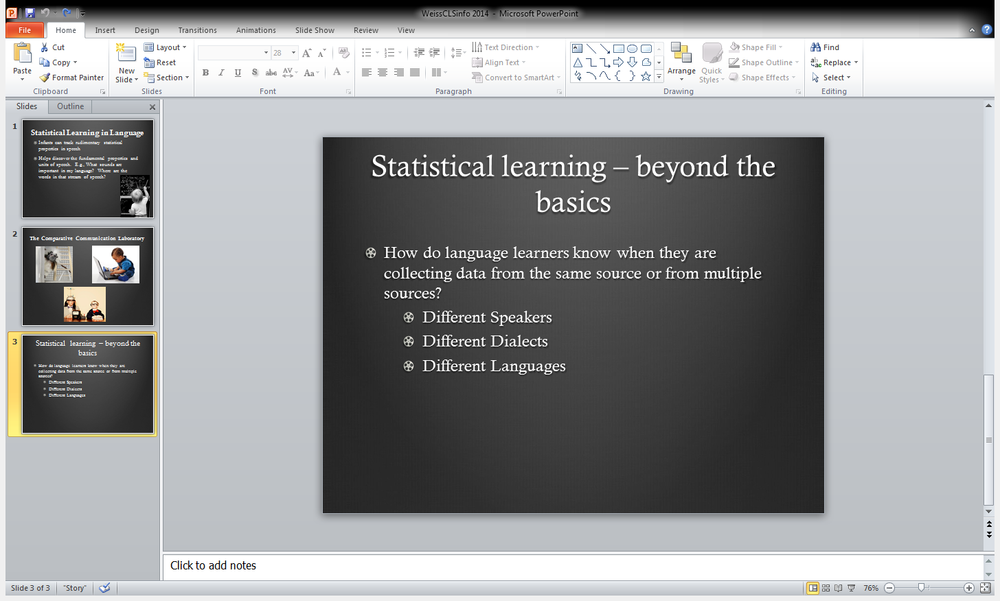 WeissCLSinfo 2014 - Microsoft PowerPoint
File Home Insert Design Transitions Animations Slide Show Review View
Cut
Copy
Format Painter
Paste
Clipboard
New Slide
Layout
Reset
Section
Slides
28
B I U S abc AV Aa A
Font
Text Direction
Align Text
Convert to SmartArt
Paragraph
Arrange
Quick Styles
Shape Fill
Shape Outline
Shape Effects
Drawing
Find
Replace
Select
Editing
Slides Outline
1
Statistical Learning in Language
Infants can track rudimentary statistical
properties in speech
Helps discover the fundamental properties and
units of speech. E.g., What sounds are
important in my language? Where are the
words in that stream of speech?
2
The Comparative Communication Laboratory
3
Statistical learning – beyond the
basics
How do language learners know when they are
collecting data from the same source or from multiple
sources?
Different Speakers
Different Dialects
Different Languages
Statistical learning – beyond the
basics
How do language learners know when they are
collecting data from the same source or from multiple
sources?
Different Speakers
Different Dialects
Different Languages
Click to add notes
Slide 3 of 3 "Story" 76%